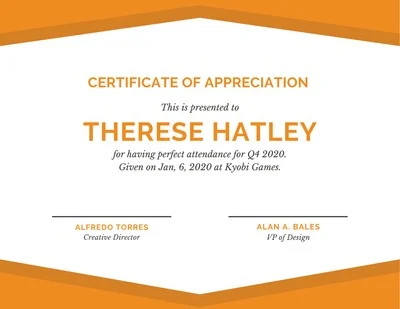 CERTIFICATE OF APPRECIATION
This is presented to
THERESE HATLEY
for having perfect attendance for Q4 2020.
Given on Jan, 6, 2020 at Kyobi Games.
ALFREDO TORRES
Creative Director
ALAN A. BALES
VP of Design